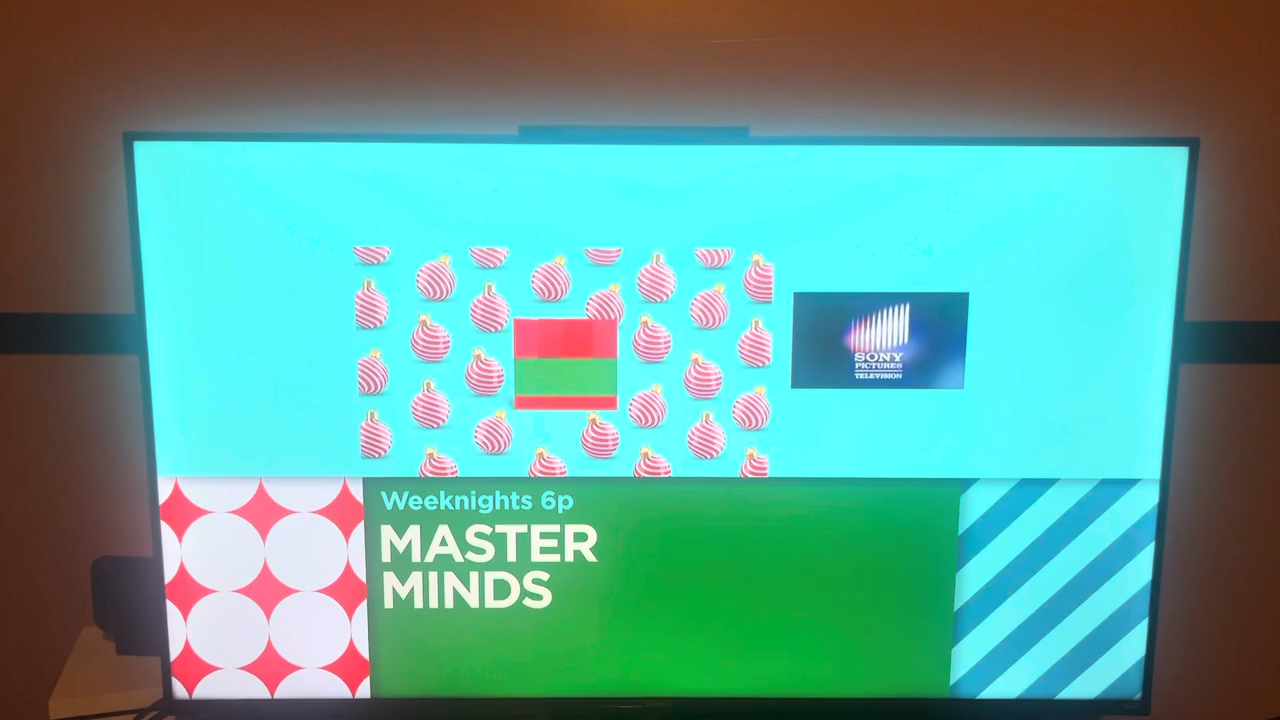 SONY
PICTURES
TELEVISION
Weeknights 6p
MASTER
MINDS